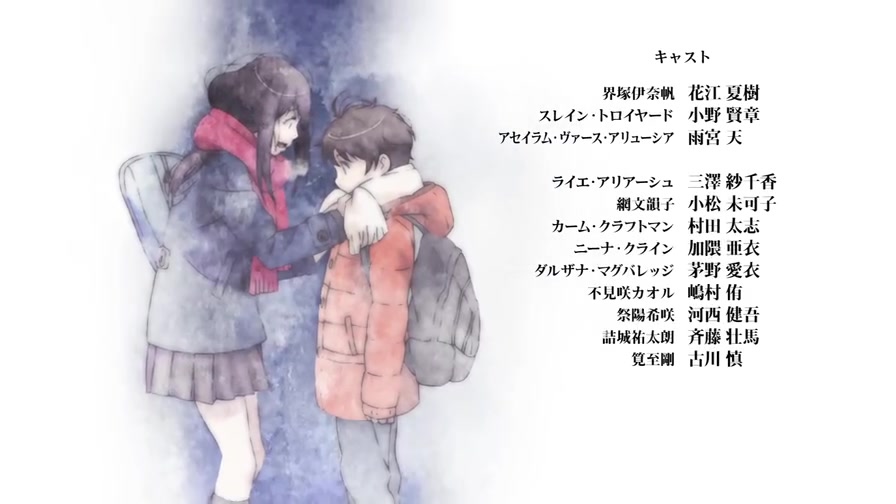 キャスト
界塚伊奈帆 花江 夏樹
スレイン・トロイヤード 小野 賢章
アセイラム・ヴァース・アリューシア 雨宮 天
ライエ・アリアーシュ 三澤 紗千香
網文韻子 小松 未可子
カーム・クラフトマン 村田 太志
ニーナ・クライン 加隈 亜衣
ダルザナ・マグバレッジ 茅野 愛衣
不見咲カオル 嶋村 侑
祭陽希咲 河西 健吾
詰城祐太朗 斉藤 壮馬
筧至剛 古川 慎